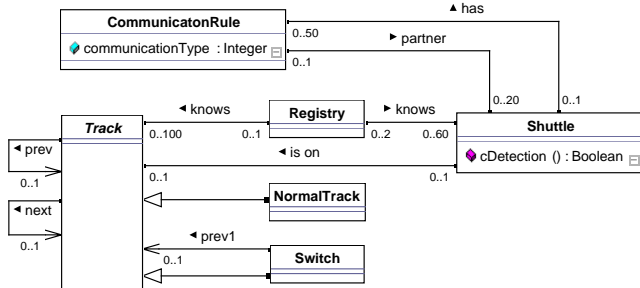 ▲ has
CommunicatonRule
0..50
communicationType : Integer
► partner
0..1
0..20
0..1
◄ knows
Registry
► knows
Track
0..100
0..1
0..2
0..60
Shuttle
◄ prev
◄ is on
cDetection () : Boolean
0..1
0..1
0..1
NormalTrack
◄ next
◄ prev1
0..1
0..1
Switch